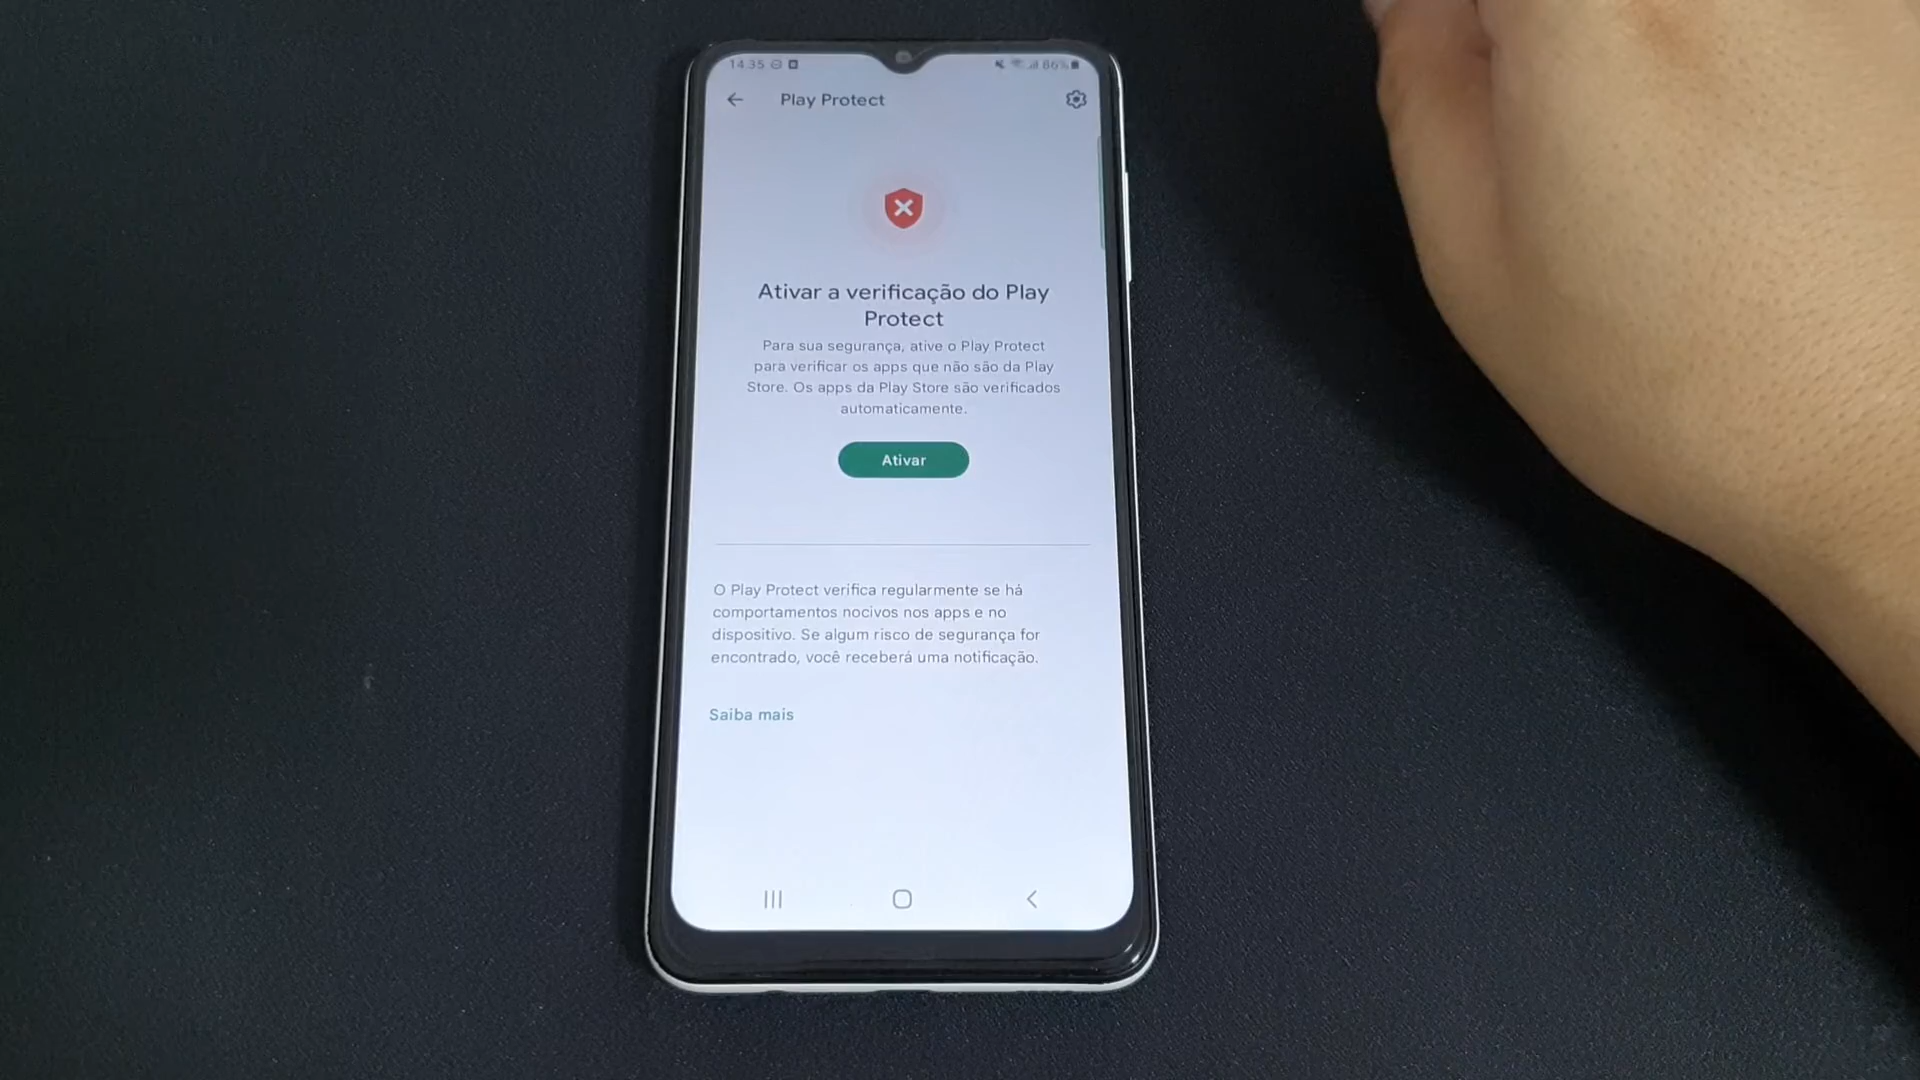 14:35 86%
Play Protect
Ativar a verificação do Play
Protect
Para sua segurança, ative o Play Protect
para verificar os apps que não são da Play
Store. Os apps da Play Store são verificados
automaticamente.
Ativar
O Play Protect verifica regularmente se há
comportamentos nocivos nos apps e no
dispositivo. Se algum risco de segurança for
encontrado, você receberá uma notificação.
Saiba mais